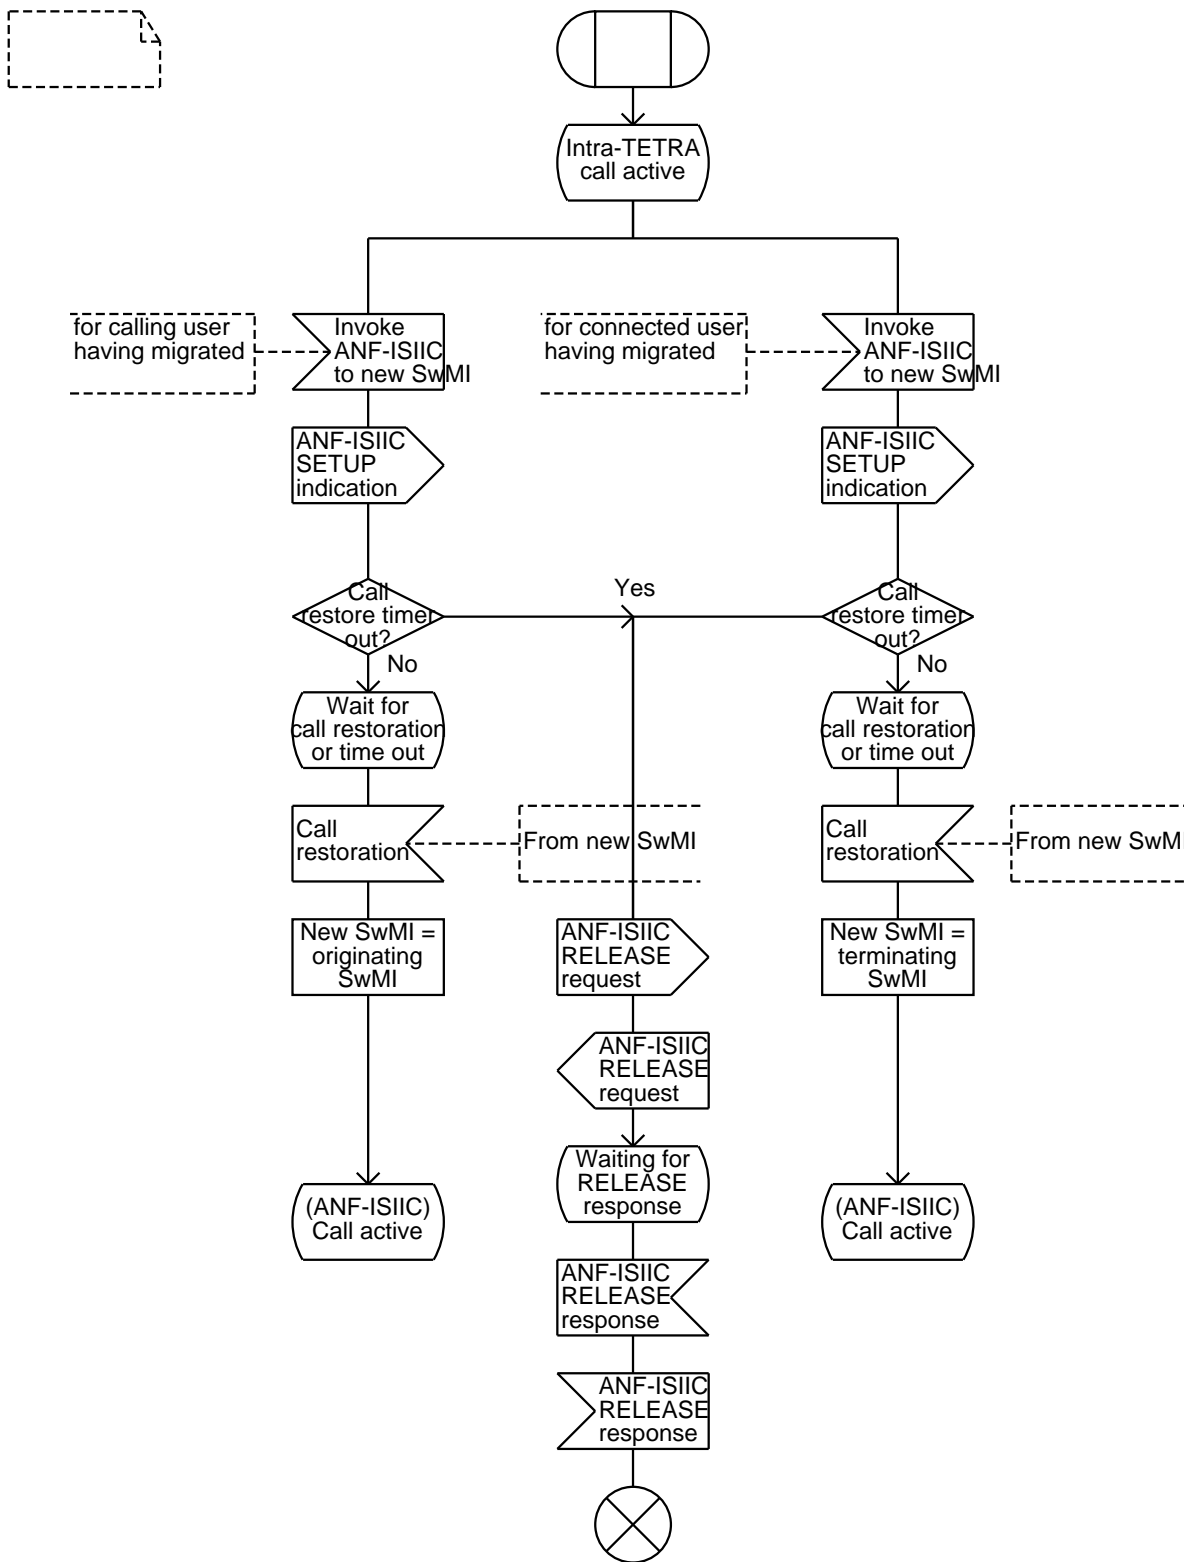 Intra-TETRA
call active
for calling user
having migrated
Invoke
ANF-ISIIC
to new SwMI
for connected user
having migrated
Invoke
ANF-ISIIC
to new SwMI
ANF-ISIIC
SETUP
indication
ANF-ISIIC
SETUP
indication
Call
restore timer
out?
Yes
Call
restore timer
out?
No
No
Wait for
call restoration
or time out
Wait for
call restoration
or time out
Call
restoration
From new SwMI
Call
restoration
From new SwMI
New SwMI =
originating
SwMI
ANF-ISIIC
RELEASE
request
New SwMI =
terminating
SwMI
ANF-ISIIC
RELEASE
request
Waiting for
RELEASE
response
(ANF-ISIIC)
Call active
(ANF-ISIIC)
Call active
ANF-ISIIC
RELEASE
response
ANF-ISIIC
RELEASE
response